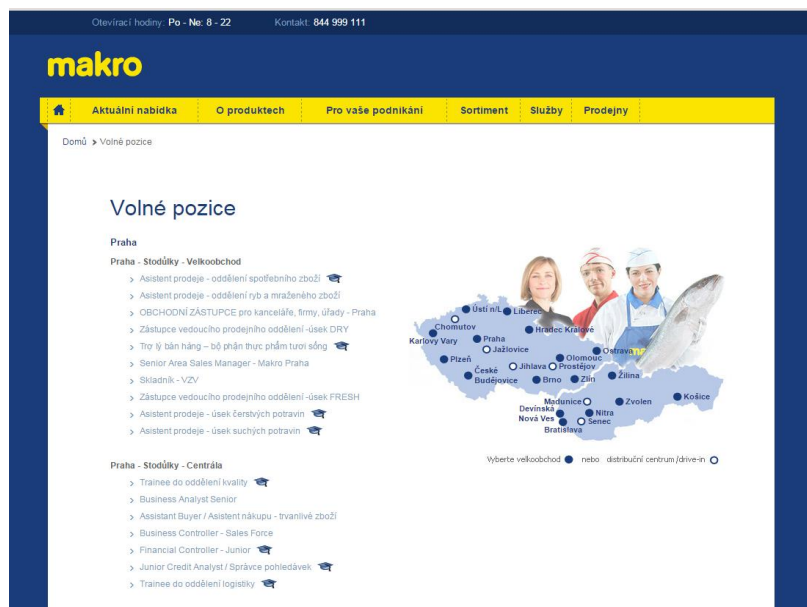 Otevírací hodiny: Po - Ne: 8 - 22 Kontakt: 844 999 111
makro
Aktuální nabídka O produktech Pro vaše podnikání Sortiment Služby Prodejny
Domů > Volné pozice
Volné pozice
Praha
Praha - Stodůlky - Velkoobchod
Asistent prodeje - oddělení spotřebního zboží
Asistent prodeje - oddělení ryb a mraženého zboží
OBCHODNÍ ZÁSTUPCE pro kanceláře, firmy, úřady - Praha
Zástupce vedoucího prodejního oddělení -úsek DRY
Trợ lý bán hàng – bộ phận thực phẩm tươi sống
Senior Area Sales Manager - Makro Praha
Skladník - VZV
Zástupce vedoucího prodejního oddělení -úsek FRESH
Asistent prodeje - úsek čerstvých potravin
Asistent prodeje - úsek suchých potravin
Praha - Stodůlky - Centrála
Trainee do oddělení kvality
Business Analyst Senior
Assistant Buyer / Asistent nákupu - trvanlivé zboží
Business Controller - Sales Force
Financial Controller - Junior
Junior Credit Analyst / Správce pohledávek
Trainee do oddělení logistiky
Ústí n/L
Liberec
Chomutov
Hradec Králové
Karlovy Vary
Praha
Jažlovice
Ostrava
Plzeň
Olomouc
České
Budějovice
Jihlava
Prostějov
Brno
Zlín
Žilina
Madunice
Zvolen
Košice
Devínská
Nová Ves
Nitra
Senec
Bratislava
Vyberte velkoobchod nebo distribuční centrum /drive-in